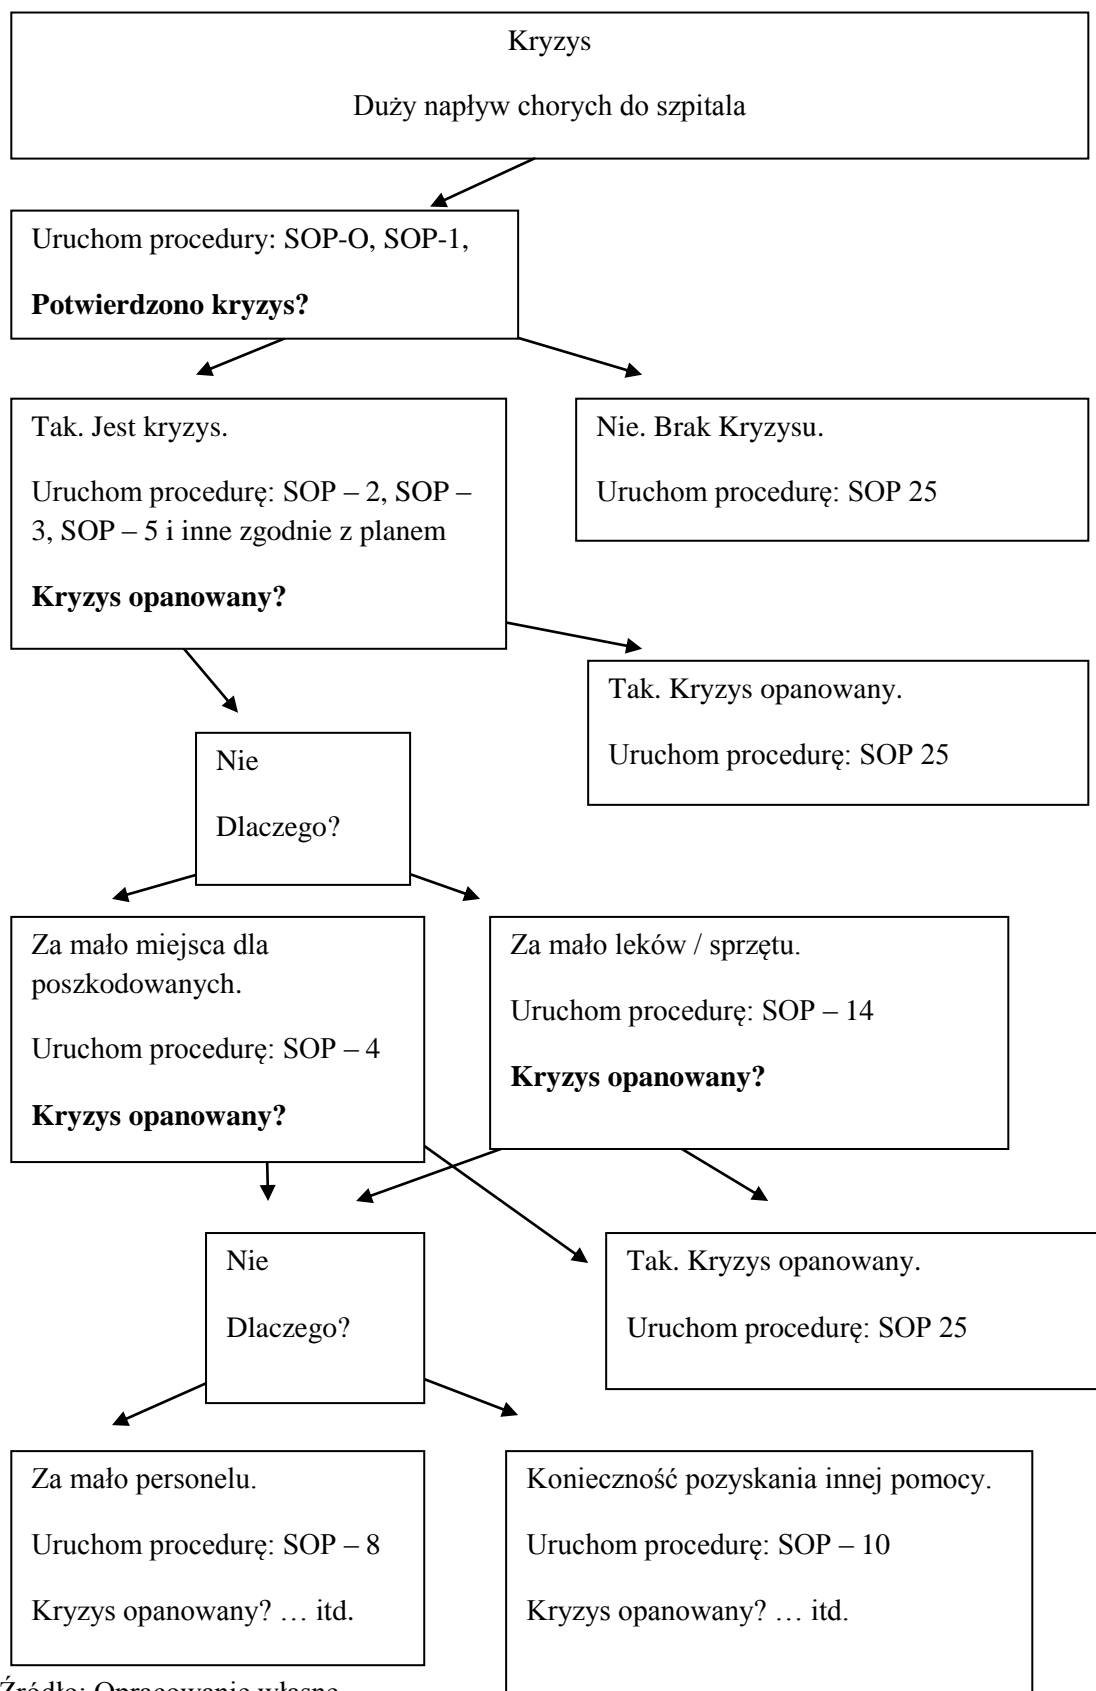 Kryzys
Duży napływ chorych do szpitala
Uruchom procedury: SOP-O, SOP-1,
Potwierdzono kryzys?
Tak. Jest kryzys.
Uruchom procedurę: SOP – 2, SOP –
3, SOP – 5 i inne zgodnie z planem
Kryzys opanowany?
Nie. Brak Kryzysu.
Uruchom procedurę: SOP 25
Tak. Kryzys opanowany.
Uruchom procedurę: SOP 25
Nie
Dlaczego?
Za mało miejsca dla
poszkodowanych.
Uruchom procedurę: SOP – 4
Kryzys opanowany?
Za mało leków / sprzętu.
Uruchom procedurę: SOP – 14
Kryzys opanowany?
Nie
Dlaczego?
Tak. Kryzys opanowany.
Uruchom procedurę: SOP 25
Za mało personelu.
Uruchom procedurę: SOP – 8
Kryzys opanowany? … itd.
Konieczność pozyskania innej pomocy.
Uruchom procedurę: SOP – 10
Kryzys opanowany? … itd.
Źródło: Opracowanie własne